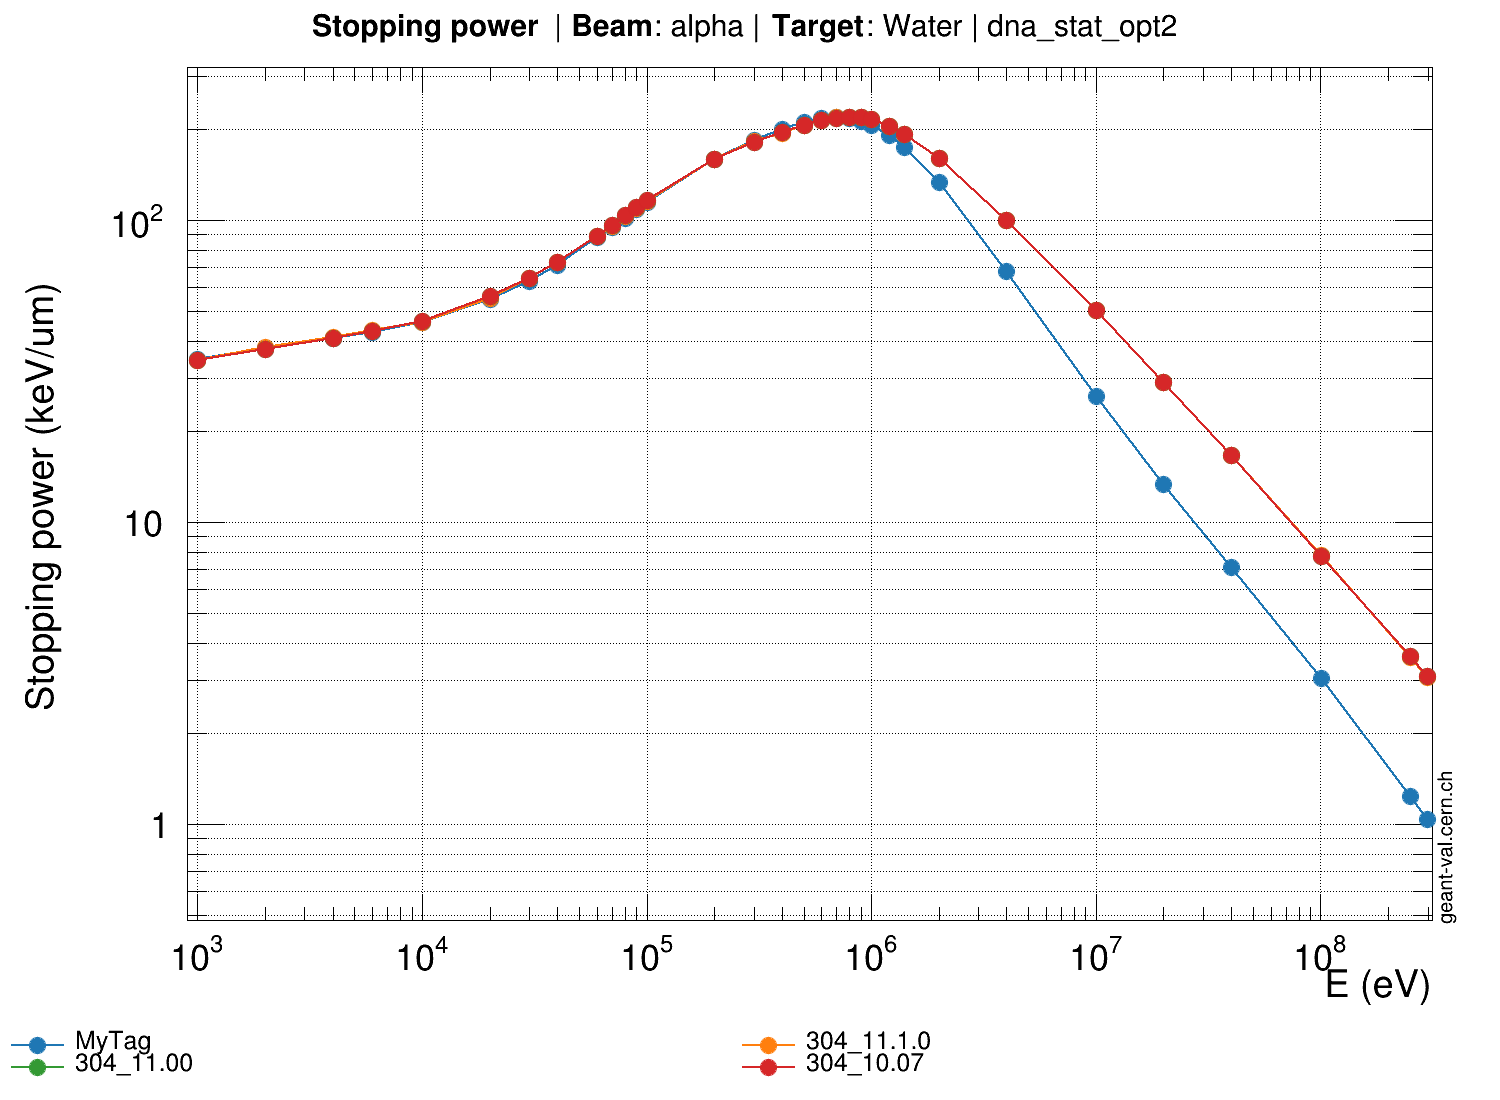 Stopping power | Beam: alpha | Target: Water | dna_stat_opt2
Stopping power (keV/um)
10²
10
1
10³ 10⁴ 10⁵ 10⁶ 10⁷ 10⁸
E (eV)
geant-val.cern.ch
MyTag 304_11.1.0
304_11.00 304_10.07